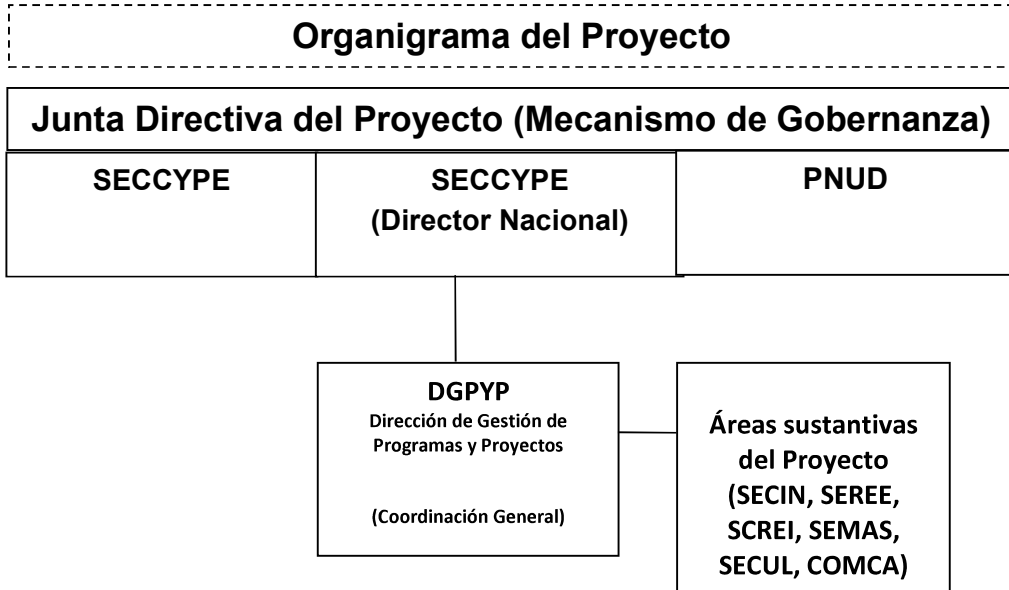 Organigrama del Proyecto
Junta Directiva del Proyecto (Mecanismo de Gobernanza)
SECCYPE
SECCYPE
(Director Nacional)
PNUD
DGPYP
Dirección de Gestión de
Programas y Proyectos
(Coordinación General)
Áreas sustantivas
del Proyecto
(SECIN, SEREE,
SCREI, SEMAS,
SECUL, COMCA)